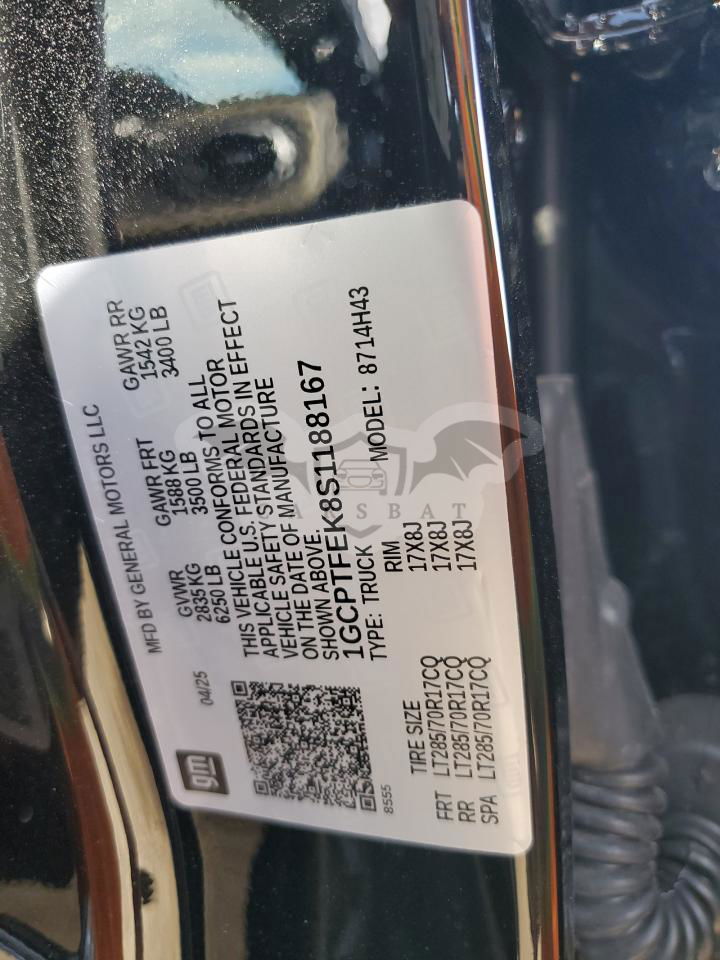 MFD BY GENERAL MOTORS LLC
gm
04/25
GVWR GAWR FRT GAWR RR
2835 KG 1588 KG 1542 KG
6250 LB 3500 LB 3400 LB
THIS VEHICLE CONFORMS TO ALL
APPLICABLE U.S. FEDERAL MOTOR
VEHICLE SAFETY STANDARDS IN EFFECT
ON THE DATE OF MANUFACTURE
SHOWN ABOVE.
1GCPTFEK8S1188167
TYPE: TRUCK MODEL: 8714H43
8555
TIRE SIZE RIM
FRT LT285/70R17CQ 17X8J
RR LT285/70R17CQ 17X8J
SPA LT285/70R17CQ 17X8J